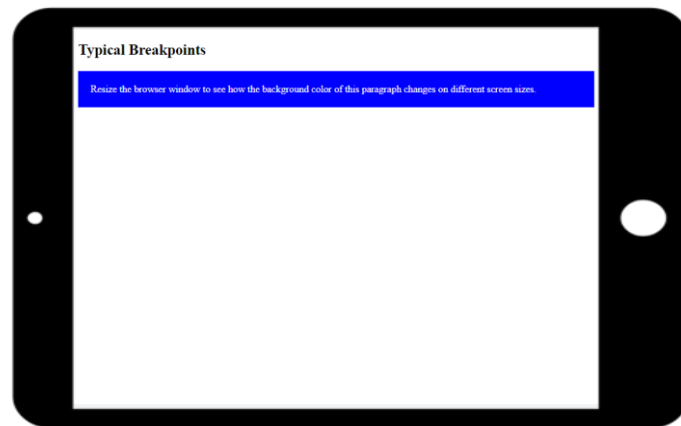 Typical Breakpoints
Resize the browser window to see how the background color of this paragraph changes on different screen sizes.